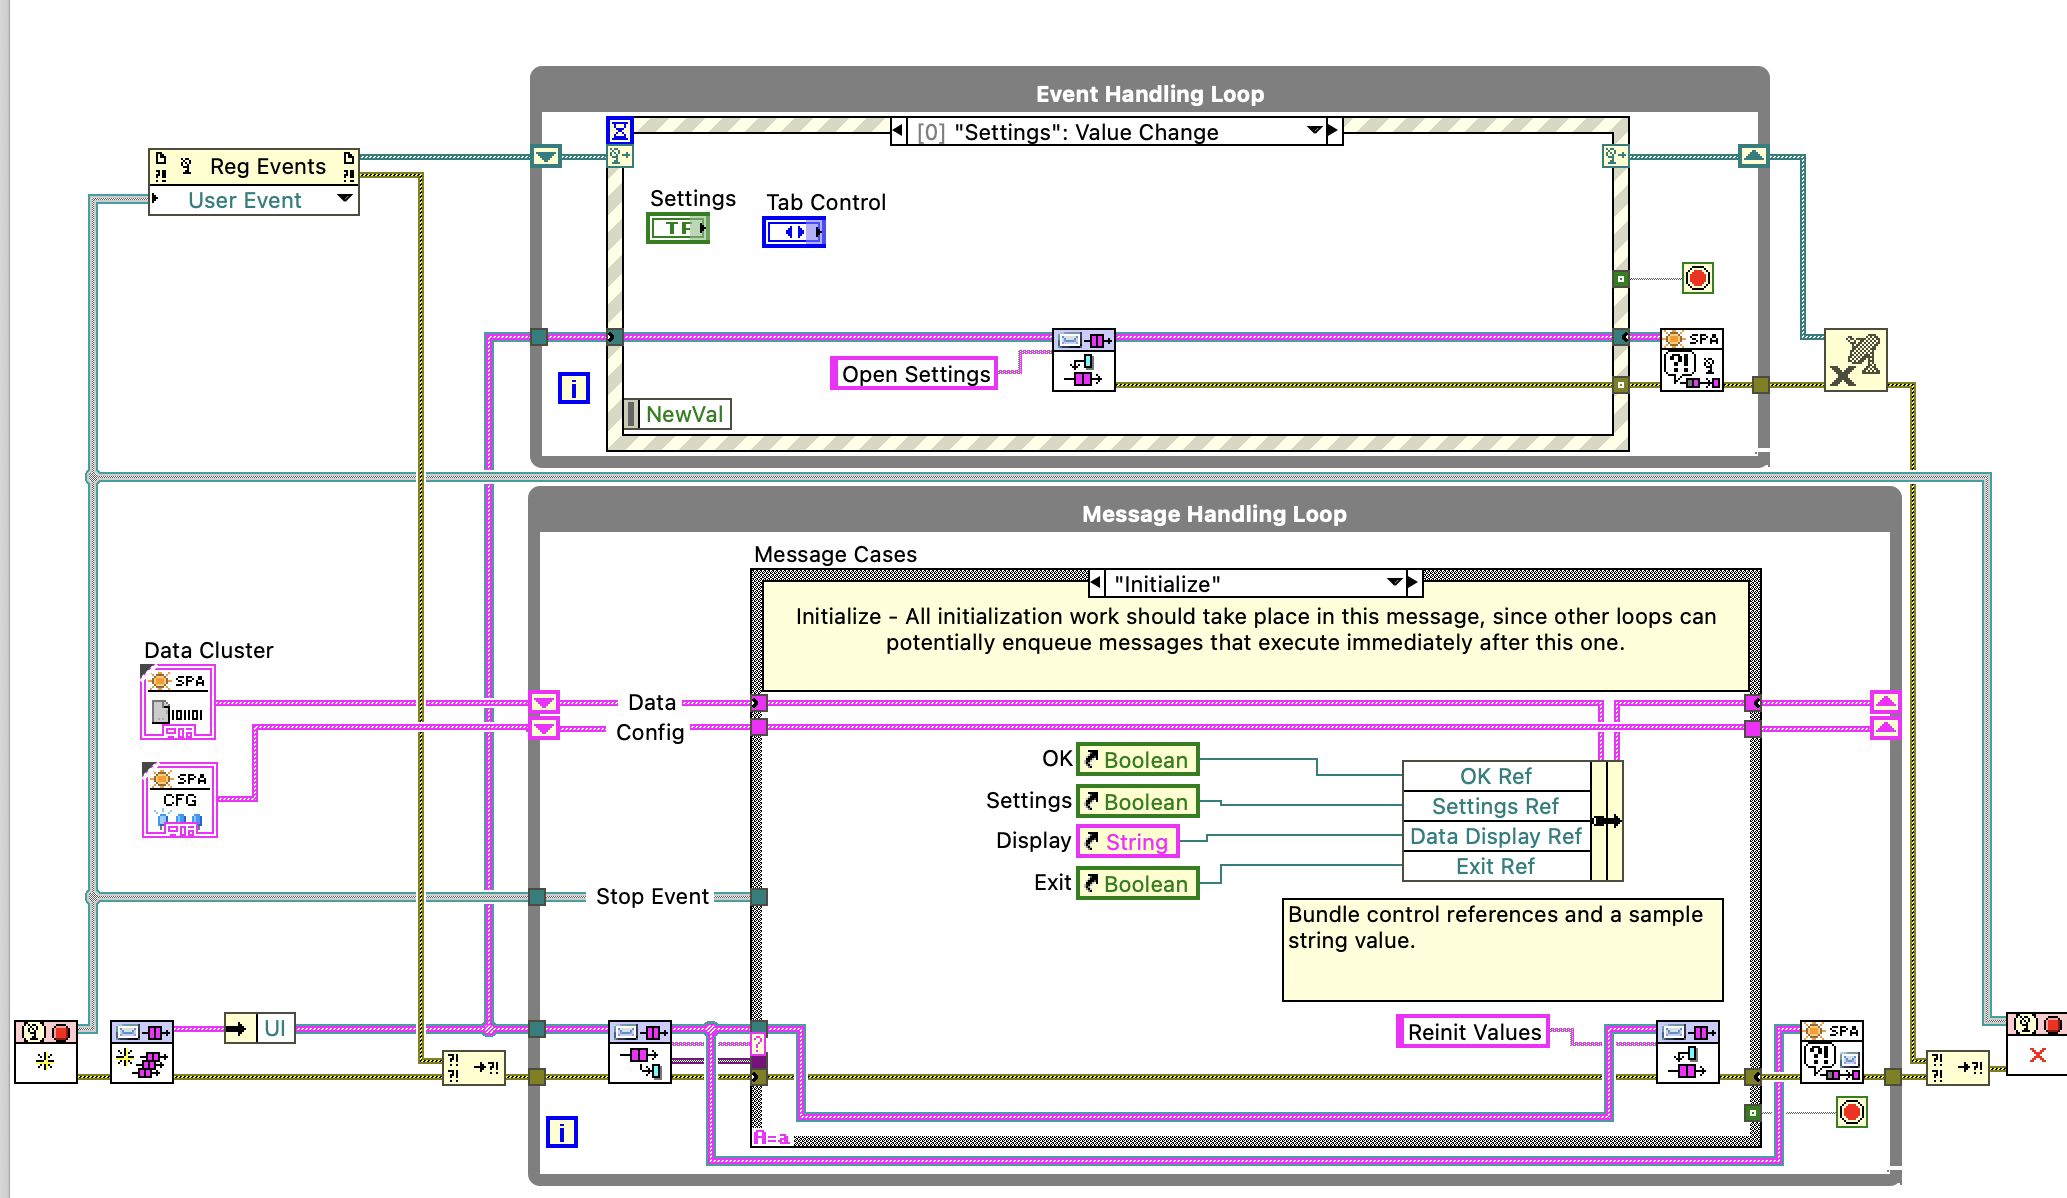 Event Handling Loop
[0] "Settings": Value Change
Reg Events
User Event
Settings
Tab Control
TF
SPA
Open Settings
i
NewVal
Message Handling Loop
Message Cases
"Initialize"
Initialize - All initialization work should take place in this message, since other loops can
potentially enqueue messages that execute immediately after this one.
Data Cluster
SPA
Data
Config
SPA
CFG
OK
Boolean
OK Ref
Settings
Boolean
Settings Ref
Display
String
Data Display Ref
Exit
Boolean
Exit Ref
Stop Event
Bundle control references and a sample
string value.
UI
Reinit Values
SPA
i
A=a